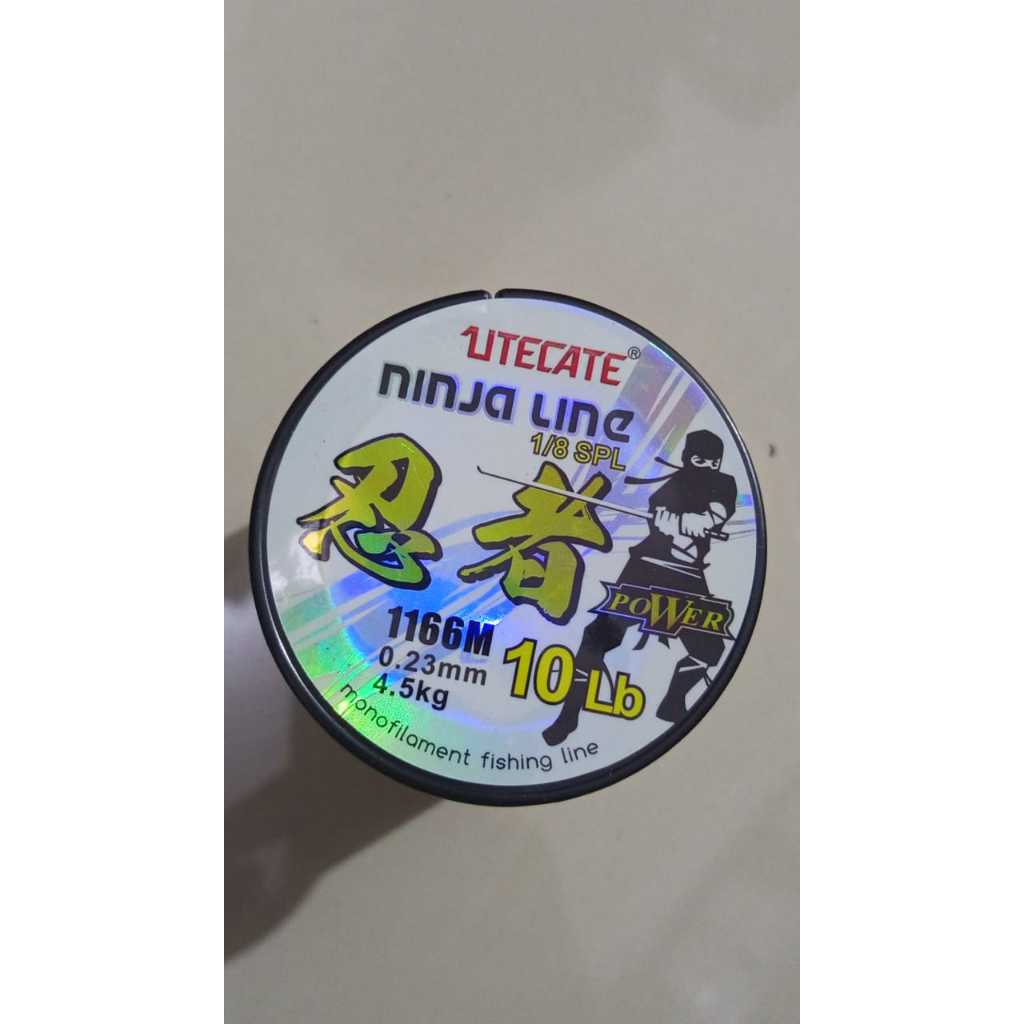 UTECATE®
NINJA LINE
1/8 SPL
忍者
POWER
1166M
0.23mm
4.5kg
10 Lb
monofilament fishing line